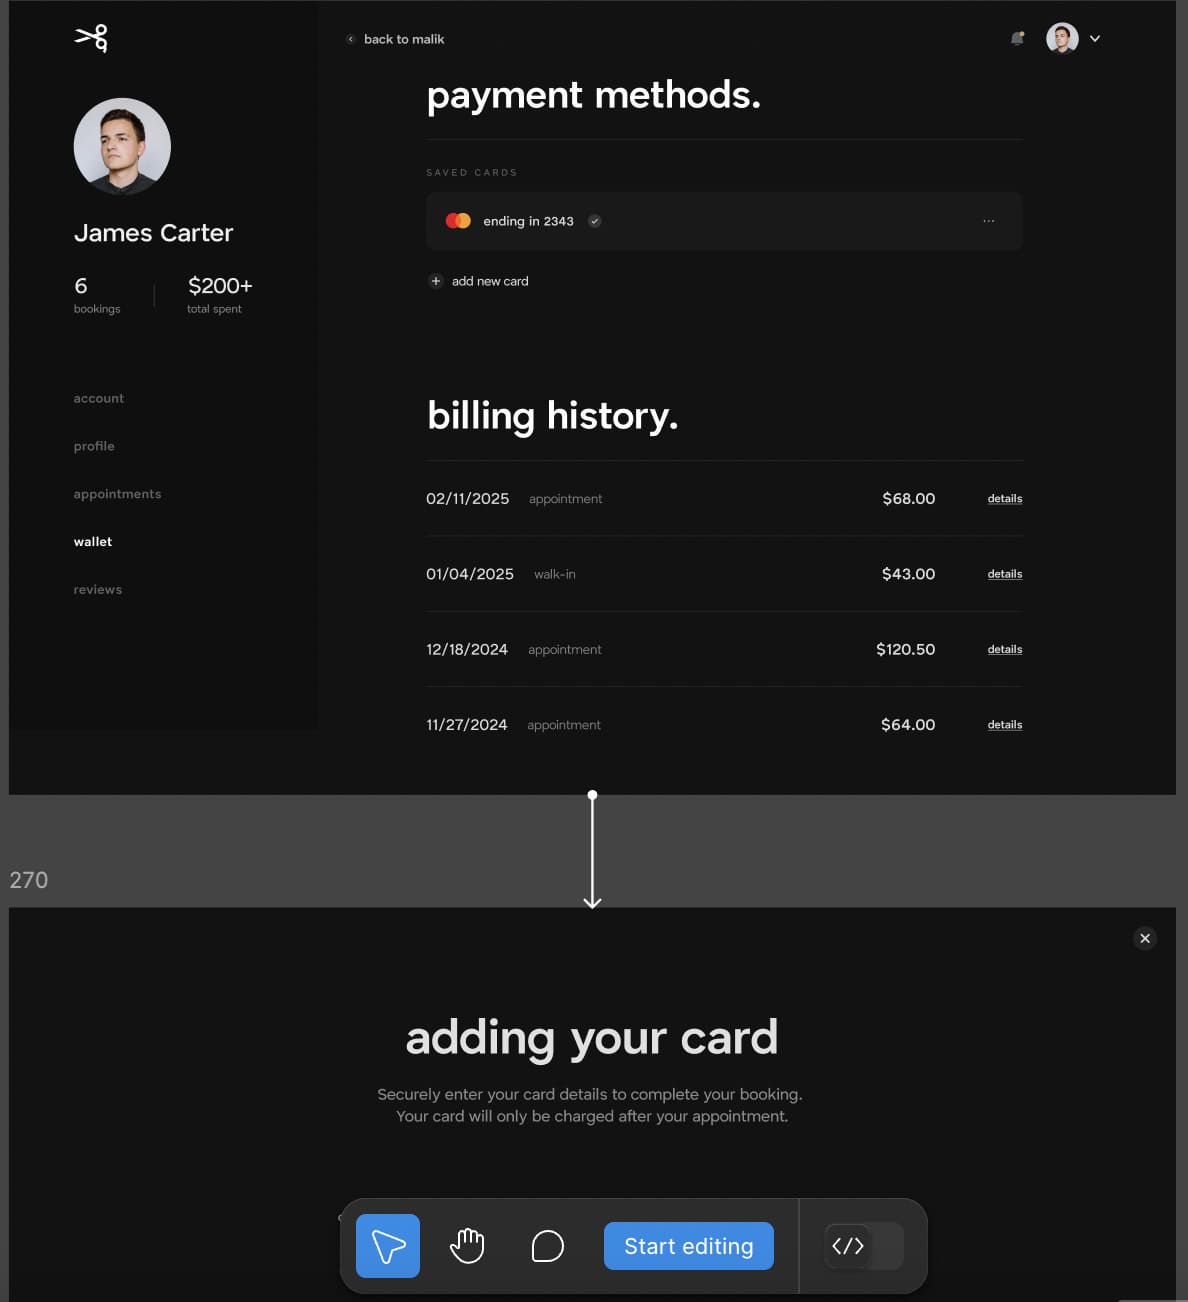 back to malik
payment methods.
SAVED CARDS
ending in 2343
...
+ add new card
James Carter
6 $200+
bookings total spent
account
profile
appointments
wallet
reviews
billing history.
02/11/2025 appointment $68.00 details
01/04/2025 walk-in $43.00 details
12/18/2024 appointment $120.50 details
11/27/2024 appointment $64.00 details
270
adding your card
Securely enter your card details to complete your booking.
Your card will only be charged after your appointment.
Start editing </>